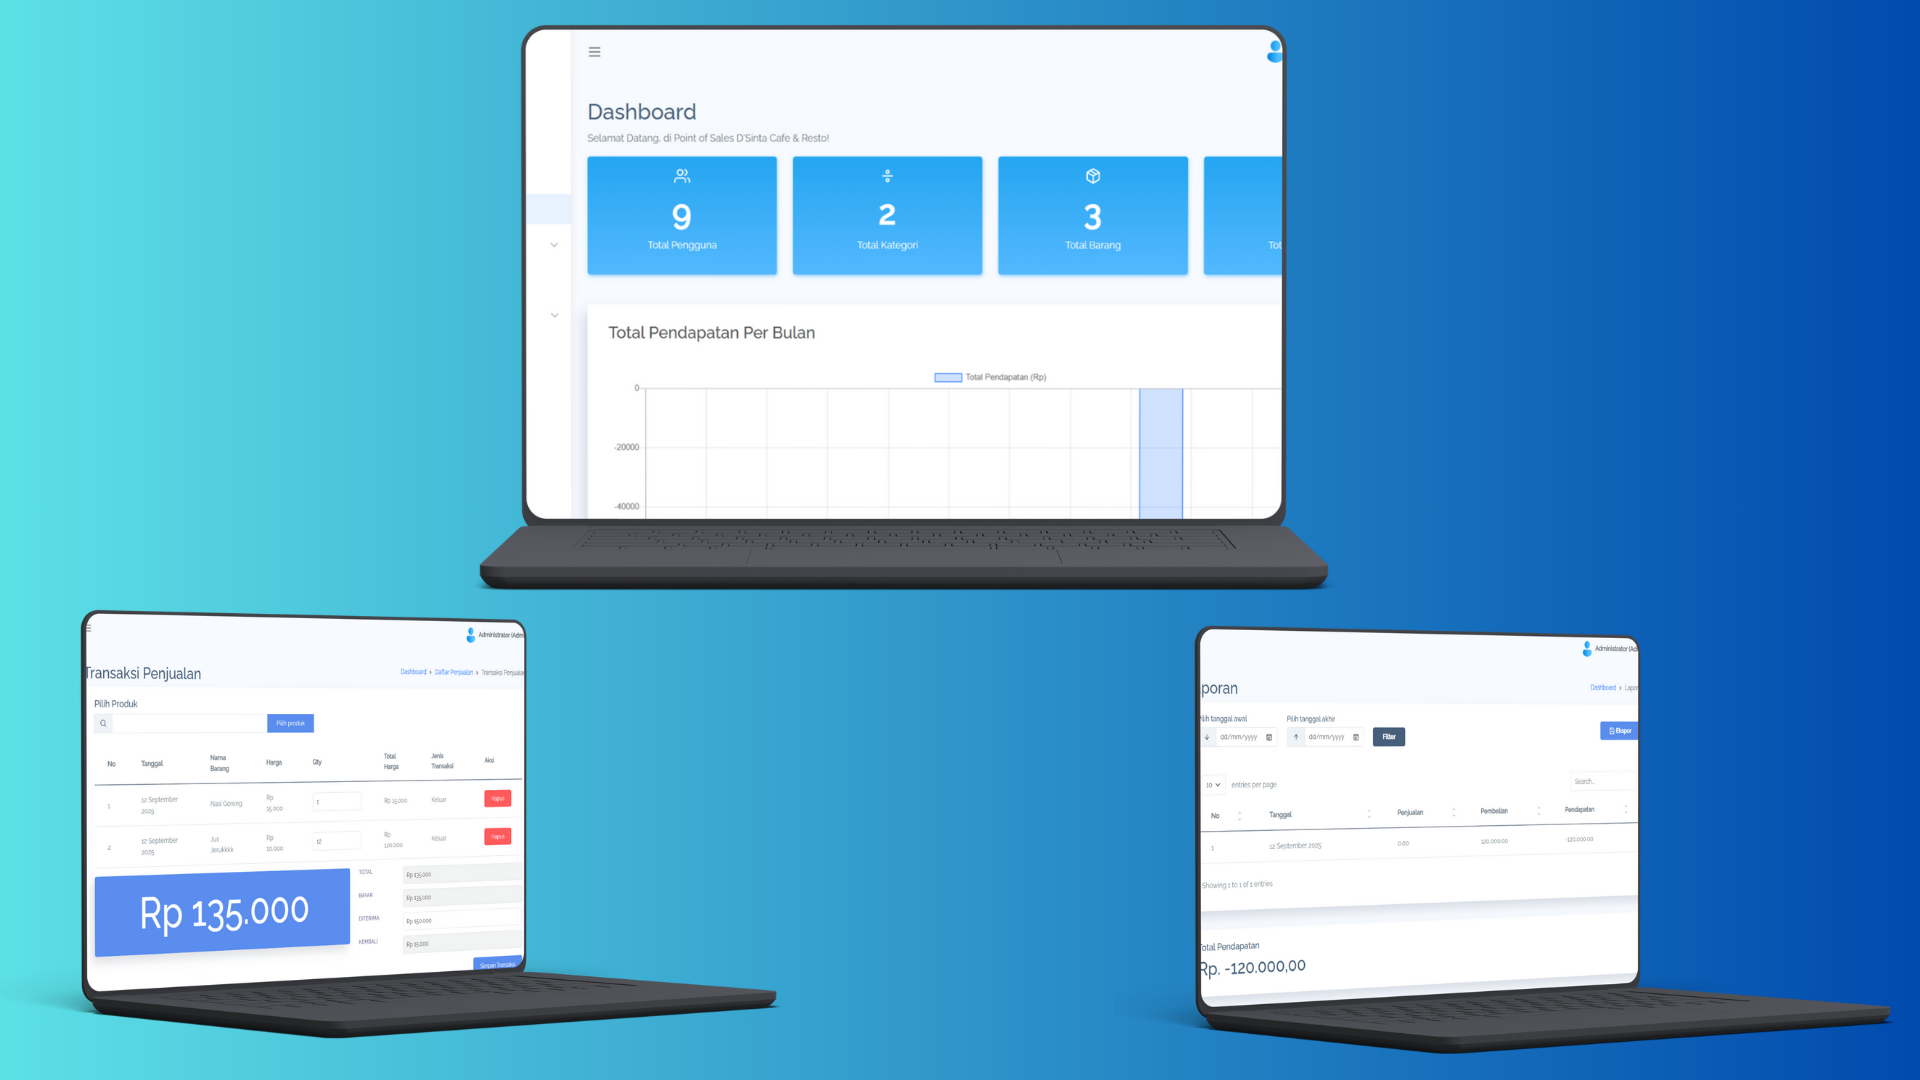 Dashboard
Selamat Datang, di Point of Sales D'Sinta Cafe & Resto!
9
Total Pengguna
2
Total Kategori
3
Total Barang
Tot
Total Pendapatan Per Bulan
Total Pendapatan (Rp)
0
-20000
-40000
Administrator (Adm
Transaksi Penjualan
Dashboard › Daftar Penjualan › Transaksi Penjualan
Pilih Produk
Pilih produk
No Tanggal Nama Barang Harga Qty Total Harga Jenis Transaksi Aksi
1 12 September 2025 Nasi Goreng Rp 15.000 1 Rp 15.000 Keluar Hapus
2 12 September 2025 Jus Jerukkkk Rp 10.000 12 Rp 120.000 Keluar Hapus
Rp 135.000
TOTAL Rp 135.000
BAYAR Rp 135.000
DITERIMA Rp 150.000
KEMBALI Rp 15.000
Simpan Transaksi
Administrator (Ad
poran
Dashboard › Lapor
ilih tanggal awal
Pilih tanggal akhir
dd/mm/yyyy
dd/mm/yyyy
Filter
Ekspor
10 entries per page
Search...
No Tanggal Penjualan Pembelian Pendapatan
1 12 September 2025 0.00 120.000.00 -120.000.00
Showing 1 to 1 of 1 entries
Total Pendapatan
Rp. -120.000,00